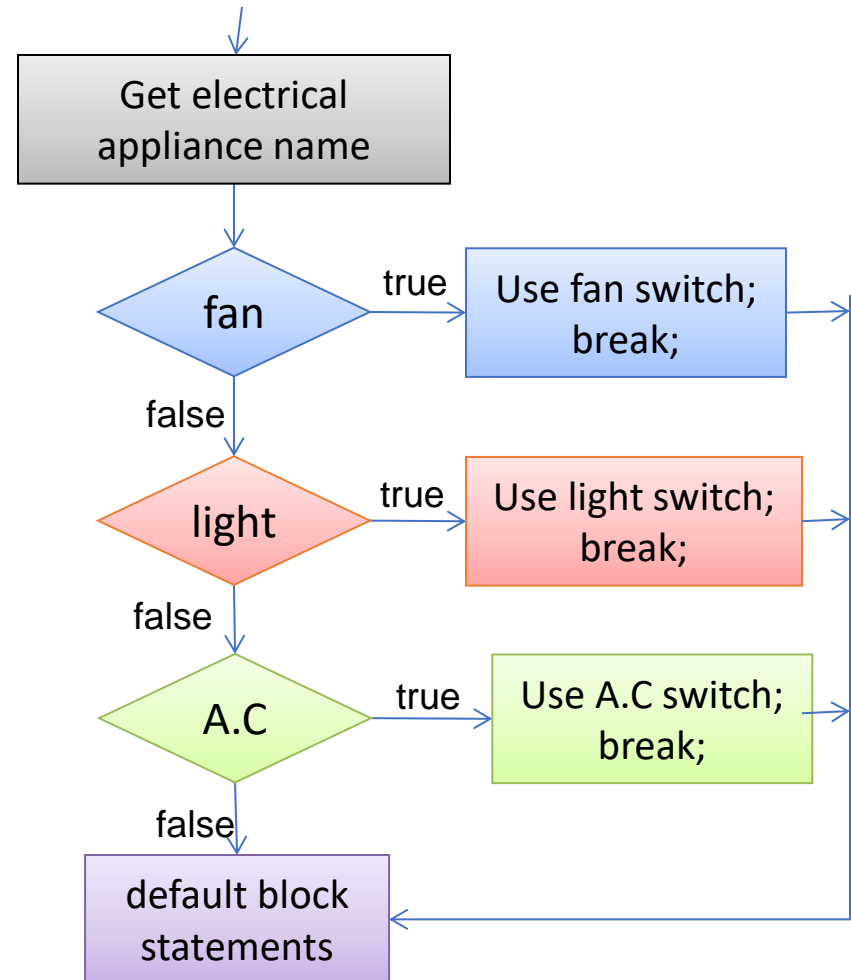 Get electrical
appliance name
fan
true
Use fan switch;
break;
false
light
true
Use light switch;
break;
false
A.C
true
Use A.C switch;
break;
false
default block
statements